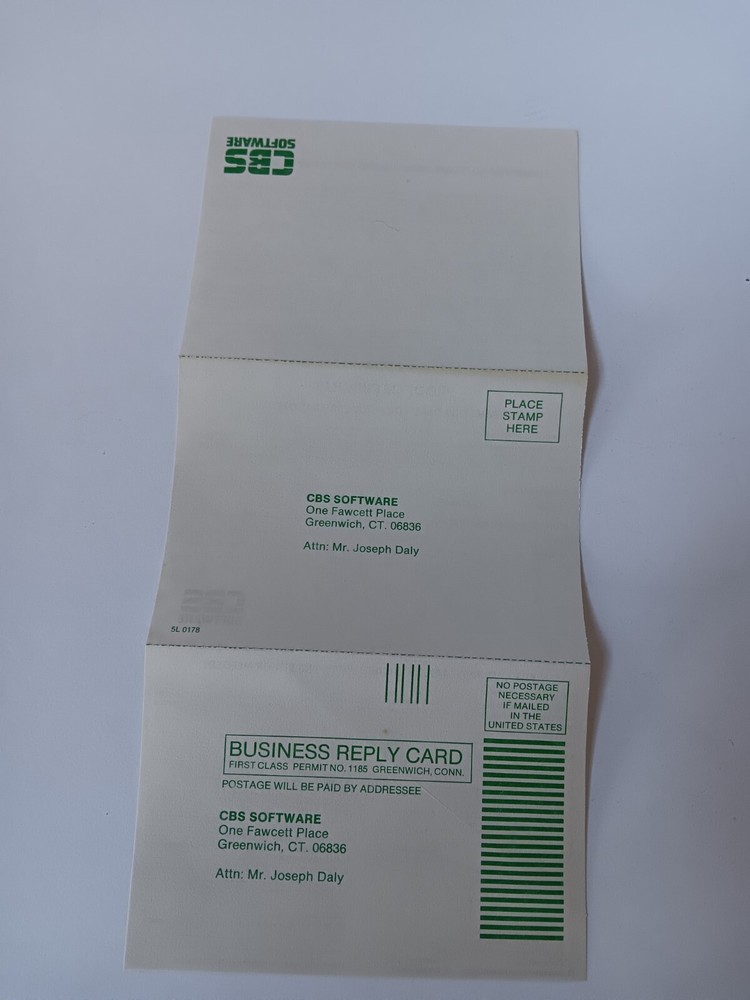 CBS
SOFTWARE
PLACE
STAMP
HERE
CBS SOFTWARE
One Fawcett Place
Greenwich, CT. 06836
Attn: Mr. Joseph Daly
5L 0178
NO POSTAGE
NECESSARY
IF MAILED
IN THE
UNITED STATES
BUSINESS REPLY CARD
FIRST CLASS PERMIT NO. 1185 GREENWICH, CONN.
POSTAGE WILL BE PAID BY ADDRESSEE
CBS SOFTWARE
One Fawcett Place
Greenwich, CT. 06836
Attn: Mr. Joseph Daly